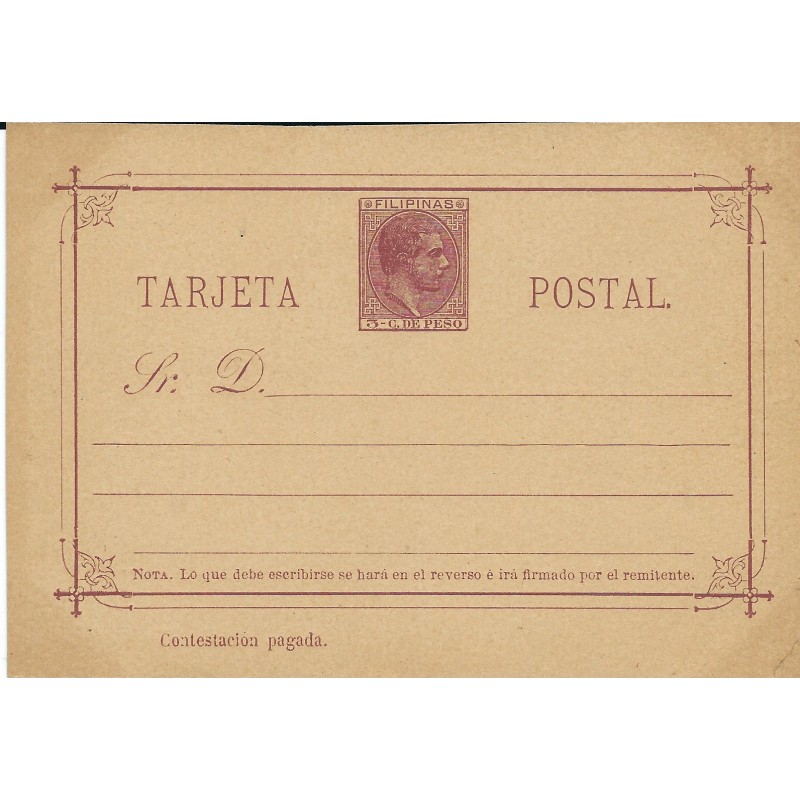 FILIPINAS
3-C. DE PESO
TARJETA POSTAL.
Sr. D.
NOTA. Lo que debe escribirse se hará en el reverso é irá firmado por el remitente.
Contestación pagada.